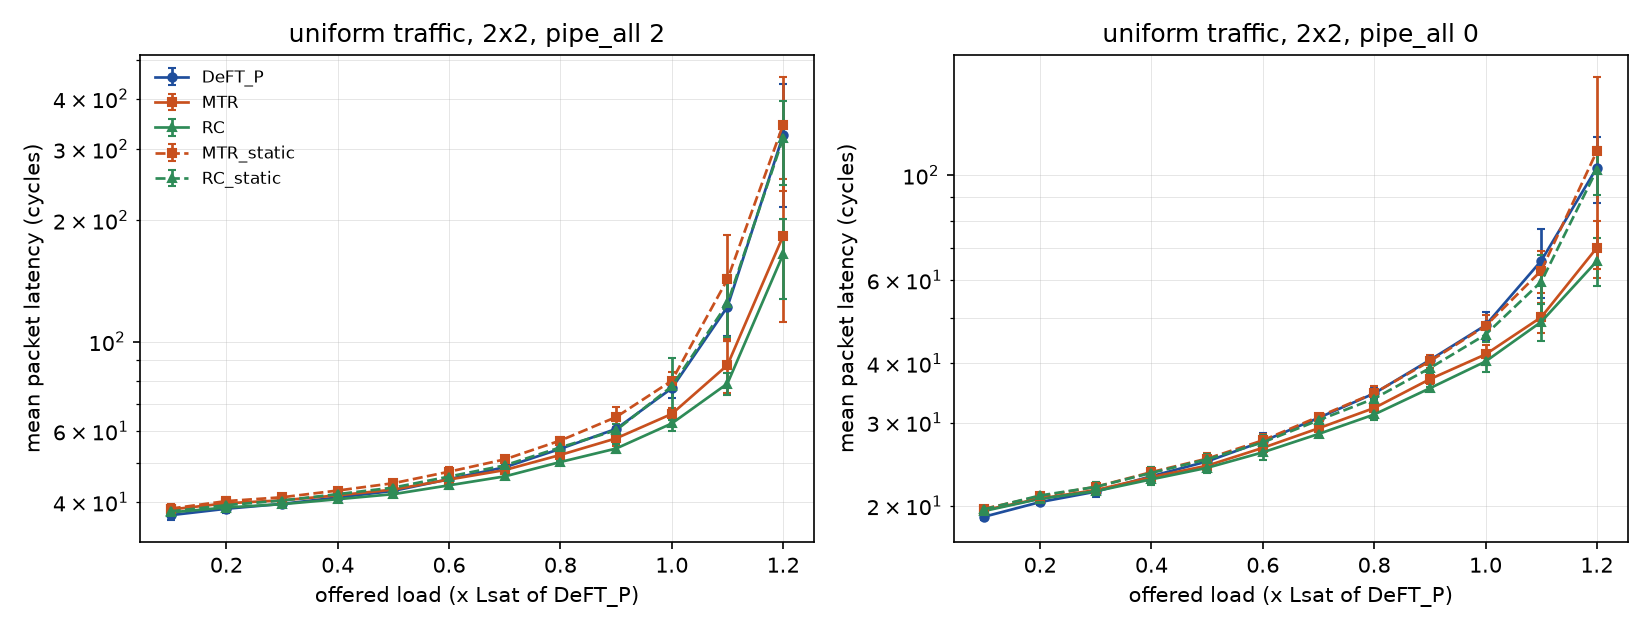 uniform traffic, 2x2, pipe_all 2
mean packet latency (cycles)
4 × 10²
3 × 10²
2 × 10²
10²
6 × 10¹
4 × 10¹
DeFT_P
MTR
RC
MTR_static
RC_static
0.2 0.4 0.6 0.8 1.0 1.2
offered load (x Lsat of DeFT_P)
uniform traffic, 2x2, pipe_all 0
mean packet latency (cycles)
10²
6 × 10¹
4 × 10¹
3 × 10¹
2 × 10¹
0.2 0.4 0.6 0.8 1.0 1.2
offered load (x Lsat of DeFT_P)